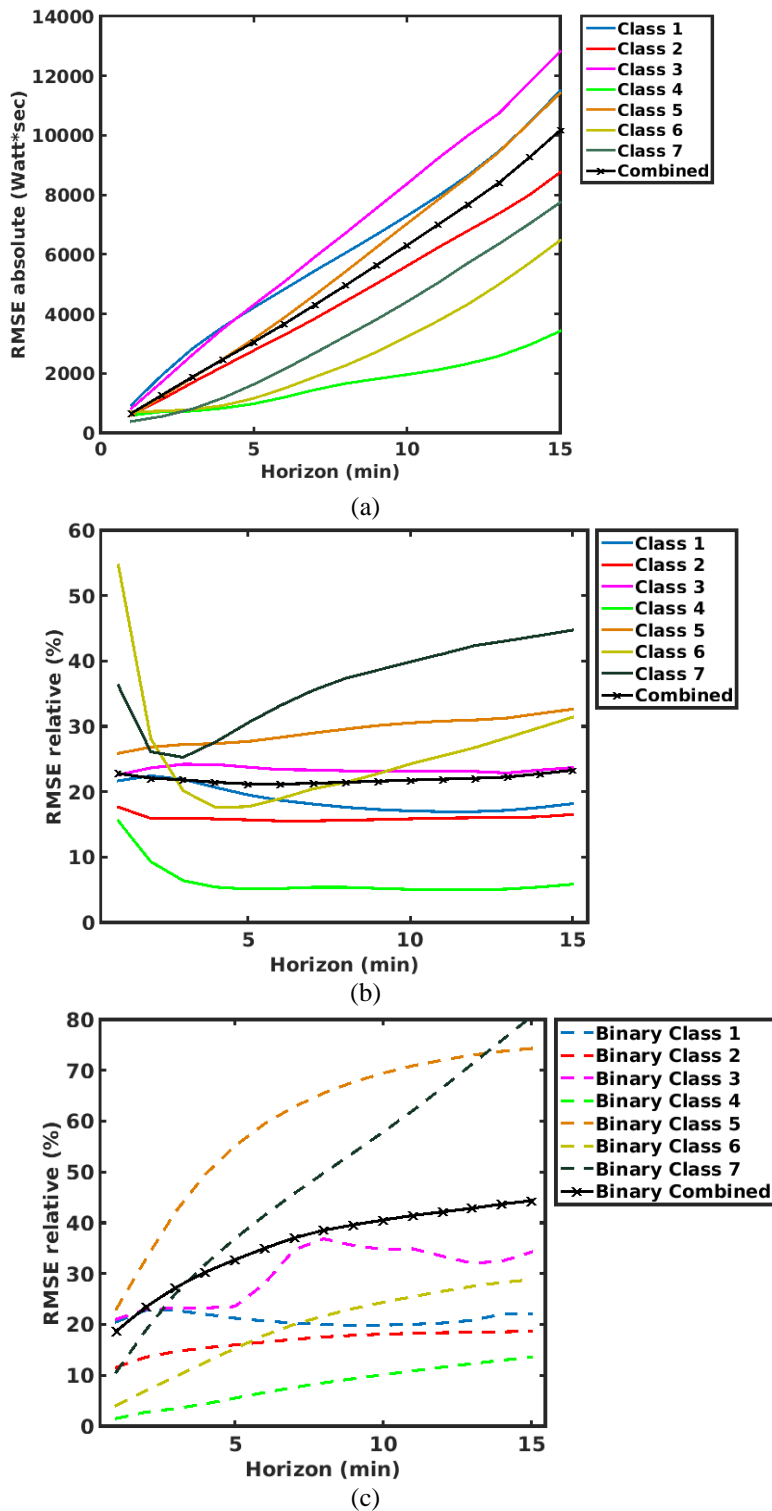 14000
12000
10000
8000
6000
4000
2000
0
RMSE absolute (Watt*sec)
0 5 10 15
Horizon (min)
Class 1
Class 2
Class 3
Class 4
Class 5
Class 6
Class 7
Combined
(a)
60
50
40
30
20
10
0
RMSE relative (%)
5 10 15
Horizon (min)
Class 1
Class 2
Class 3
Class 4
Class 5
Class 6
Class 7
Combined
(b)
80
70
60
50
40
30
20
10
0
RMSE relative (%)
5 10 15
Horizon (min)
Binary Class 1
Binary Class 2
Binary Class 3
Binary Class 4
Binary Class 5
Binary Class 6
Binary Class 7
Binary Combined
(c)